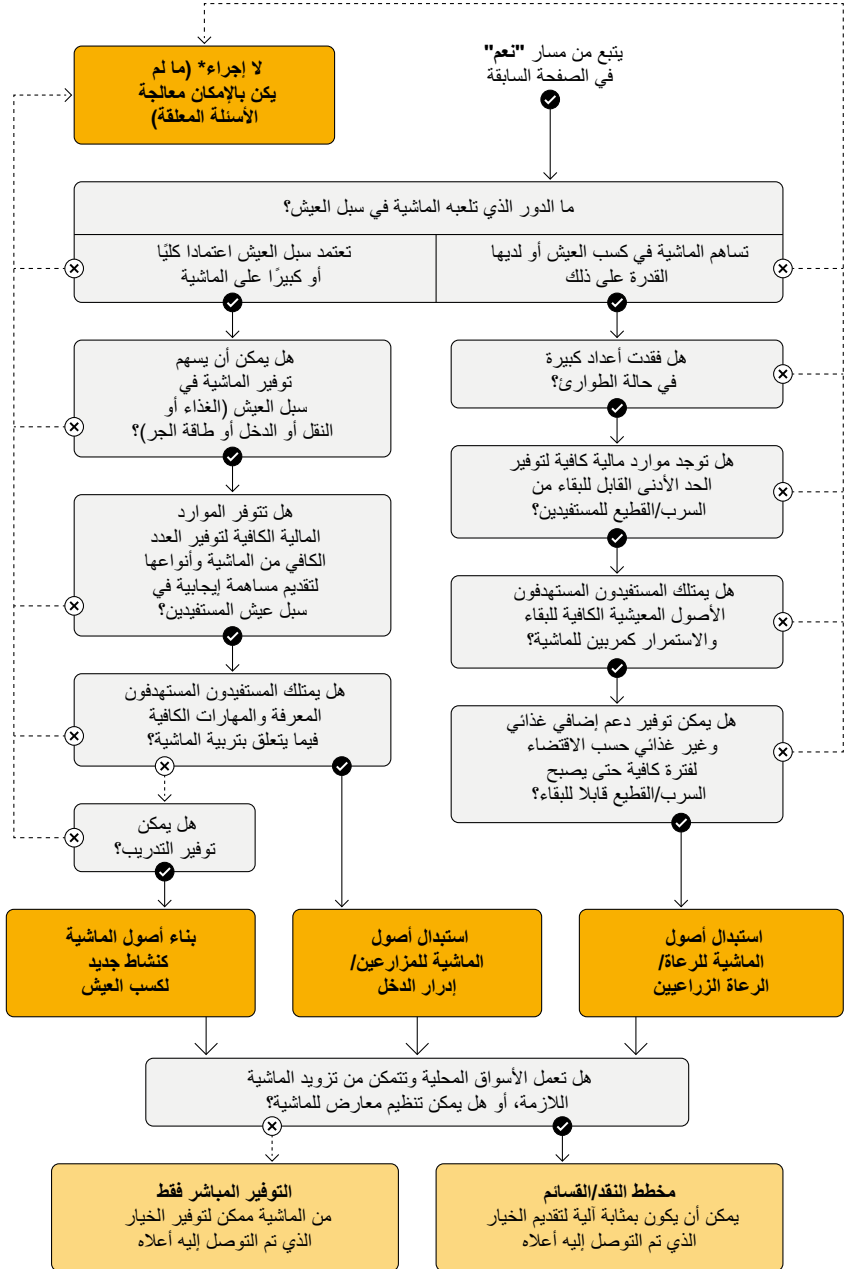 يتبع من مسار "نعم"
في الصفحة السابقة
لا إجراء* (ما لم
يكن بالإمكان معالجة
الأسئلة المعلقة)
ما الدور الذي تلعبه الماشية في سبل العيش؟
تساهم الماشية في كسب العيش أو لديها
القدرة على ذلك
تعتمد سبل العيش اعتمادا كليًا
أو كبيرًا على الماشية
هل فقدت أعداد كبيرة
في حالة الطوارئ؟
هل توجد موارد مالية كافية لتوفير
الحد الأدنى القابل للبقاء من
السرب/القطيع للمستفيدين؟
هل يمتلك المستفيدون المستهدفون
الأصول المعيشية الكافية للبقاء
والاستمرار كمربين للماشية؟
هل يمكن توفير دعم إضافي غذائي
وغير غذائي حسب الاقتضاء
لفترة كافية حتى يصبح
السرب/القطيع قابلا للبقاء؟
هل يمكن أن يسهم
توفير الماشية في
سبل العيش (الغذاء أو
النقل أو الدخل أو طاقة الجر)؟
هل تتوفر الموارد
المالية الكافية لتوفير العدد
الكافي من الماشية وأنواعها
لتقديم مساهمة إيجابية في
سبل عيش المستفيدين؟
هل يمتلك المستفيدون المستهدفون
المعرفة والمهارات الكافية
فيما يتعلق بتربية الماشية؟
هل يمكن
توفير التدريب؟
استبدال أصول
الماشية للرعاة/
الرعاة الزراعيين
استبدال أصول
الماشية للمزارعين/
إدرار الدخل
بناء أصول الماشية
كنشاط جديد
لكسب العيش
هل تعمل الأسواق المحلية وتتمكن من تزويد الماشية
اللازمة، أو هل يمكن تنظيم معارض للماشية؟
مخطط النقد/القسائم
يمكن أن يكون بمثابة آلية لتقديم الخيار
الذي تم التوصل إليه أعلاه
التوفير المباشر فقط
من الماشية ممكن لتوفير الخيار
الذي تم التوصل إليه أعلاه